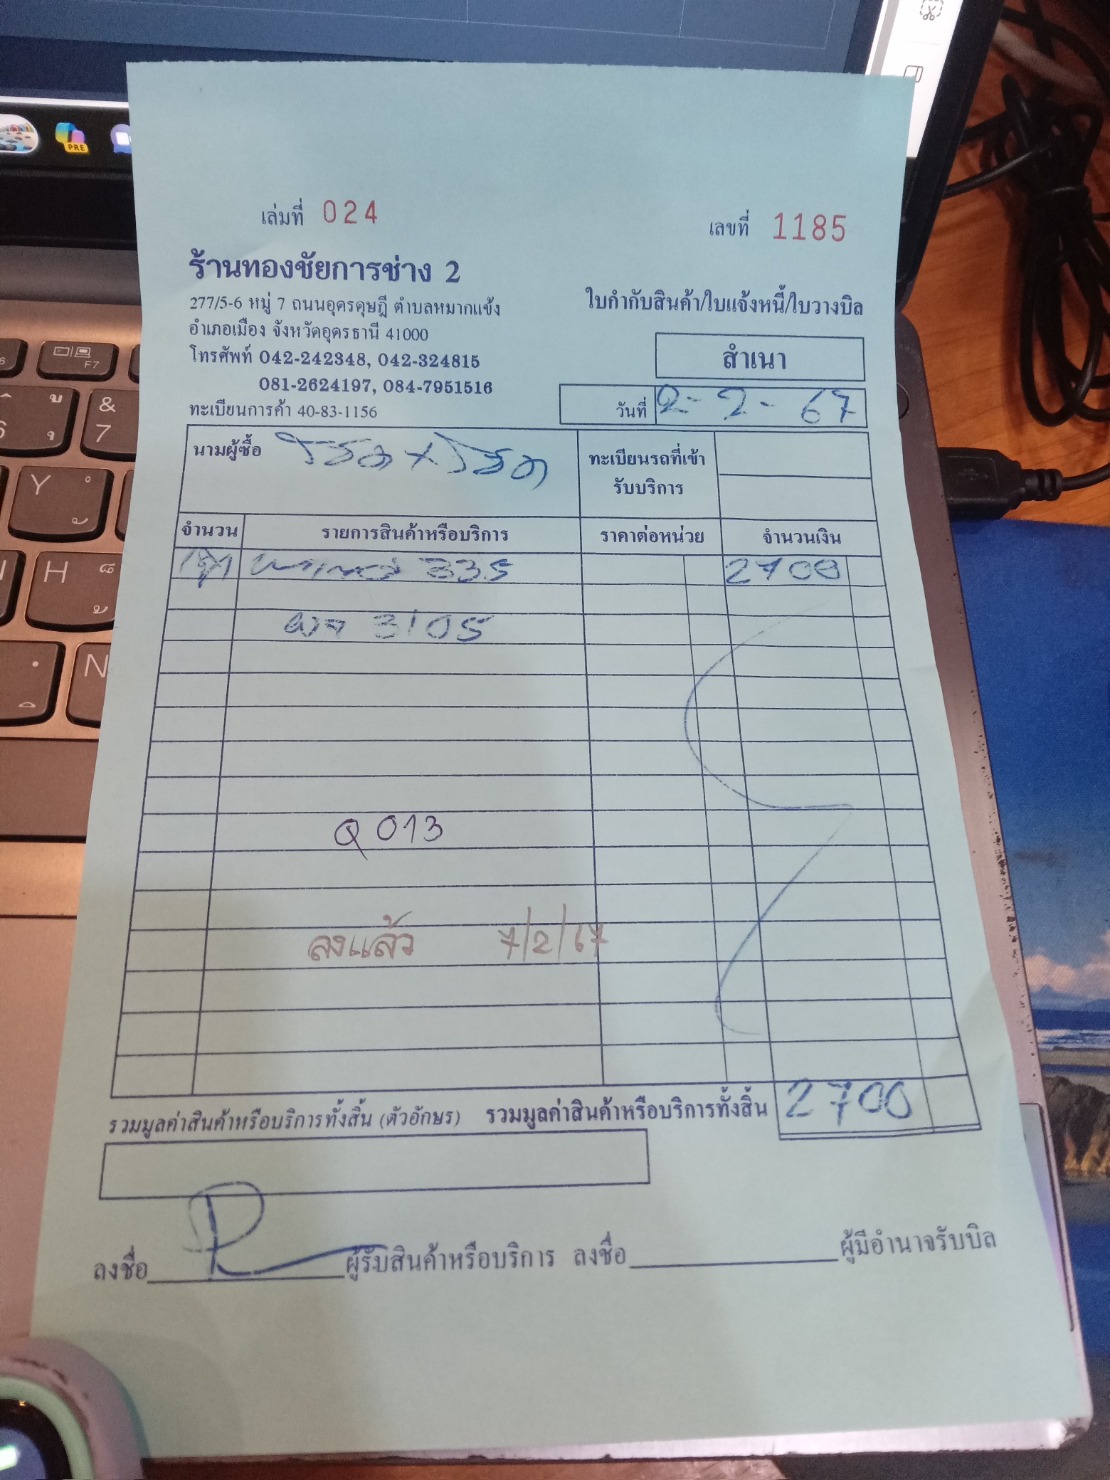 PRE
F7
&
7
Y
H
N
เล่มที่ 024
เลขที่ 1185
ร้านทองชัยการช่าง 2
277/5-6 หมู่ 7 ถนนอุดรดุษฎี ตำบลหมากแข้ง
อำเภอเมือง จังหวัดอุดรธานี 41000
โทรศัพท์ 042-242348, 042-324815
081-2624197, 084-7951516
ทะเบียนการค้า 40-83-1156
ใบกำกับสินค้า/ใบแจ้งหนี้/ใบวางบิล
สำเนา
วันที่ 2-2-67
นามผู้ซื้อ
ทะเบียนรถที่เข้า
รับบริการ
จำนวน รายการสินค้าหรือบริการ ราคาต่อหน่วย จำนวนเงิน
335 2700
3105
Q013
ลงแล้ว 7/2/67
รวมมูลค่าสินค้าหรือบริการทั้งสิ้น (ตัวอักษร) รวมมูลค่าสินค้าหรือบริการทั้งสิ้น 2700
ลงชื่อ ผู้รับสินค้าหรือบริการ ลงชื่อ ผู้มีอำนาจรับบิล